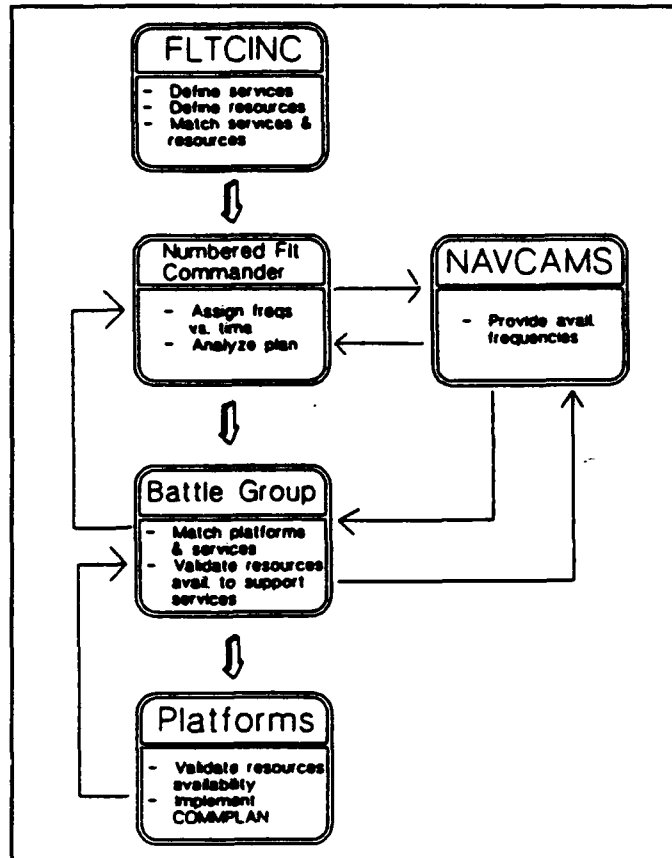 FLTCINC
- Define services
- Define resources
- Match services &
resources
Numbered Flt
Commander
- Assign freqs
vs. time
- Analyze plan
NAVCAMS
- Provide avail.
frequencies
Battle Group
- Match platforms
& services
- Validate resources
avail. to support
services
Platforms
- Validate resources
availability
- Implement
COMMPLAN